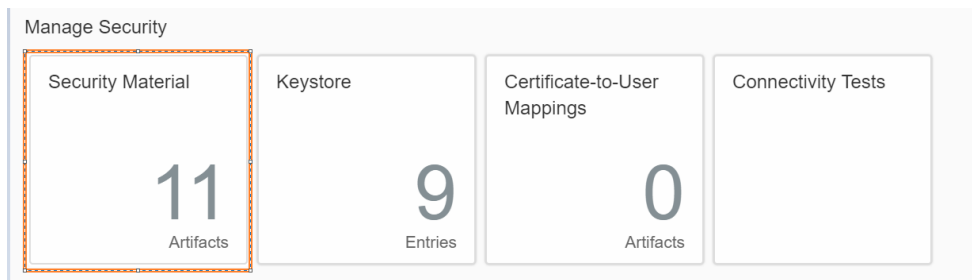 Manage Security
Security Material
11
Artifacts
Keystore
9
Entries
Certificate-to-User
Mappings
0
Artifacts
Connectivity Tests